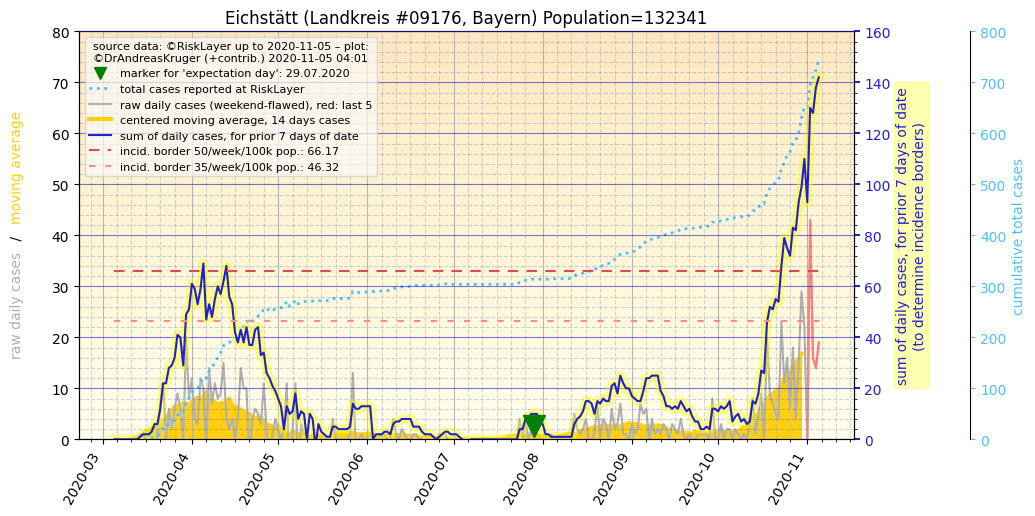 Eichstätt (Landkreis #09176, Bayern) Population=132341
source data: ©RiskLayer up to 2020-11-05 – plot:
©DrAndreasKruger (+contrib.) 2020-11-05 04:01
marker for 'expectation day': 29.07.2020
total cases reported at RiskLayer
raw daily cases (weekend-flawed), red: last 5
centered moving average, 14 days cases
sum of daily cases, for prior 7 days of date
incid. border 50/week/100k pop.: 66.17
incid. border 35/week/100k pop.: 46.32
raw daily cases / moving average
80
70
60
50
40
30
20
10
0
2020-03
2020-04
2020-05
2020-06
2020-07
2020-08
2020-09
2020-10
2020-11
160
140
120
100
80
60
40
20
0
sum of daily cases, for prior 7 days of date
(to determine incidence borders)
800
700
600
500
400
300
200
100
0
cumulative total cases